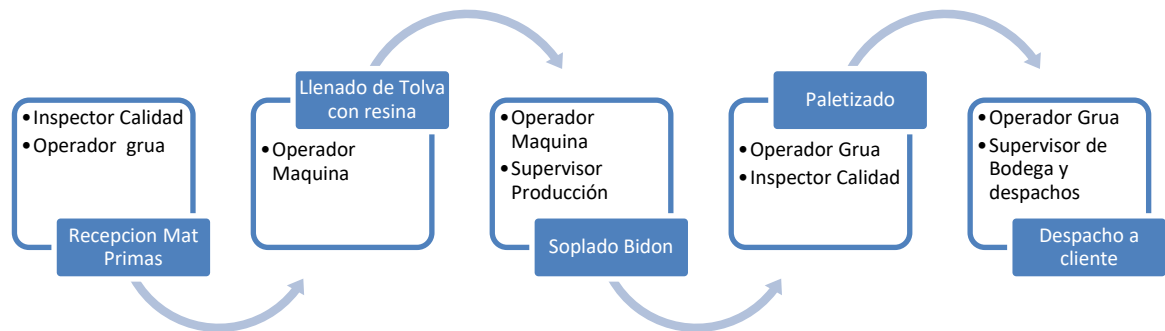 • Inspector Calidad
• Operador grua
Recepcion Mat
Primas
Llenado de Tolva
con resina
• Operador
Maquina
• Operador
Maquina
• Supervisor
Producción
Soplado Bidon
Paletizado
• Operador Grua
• Inspector Calidad
• Operador Grua
• Supervisor de
Bodega y
despachos
Despacho a
cliente